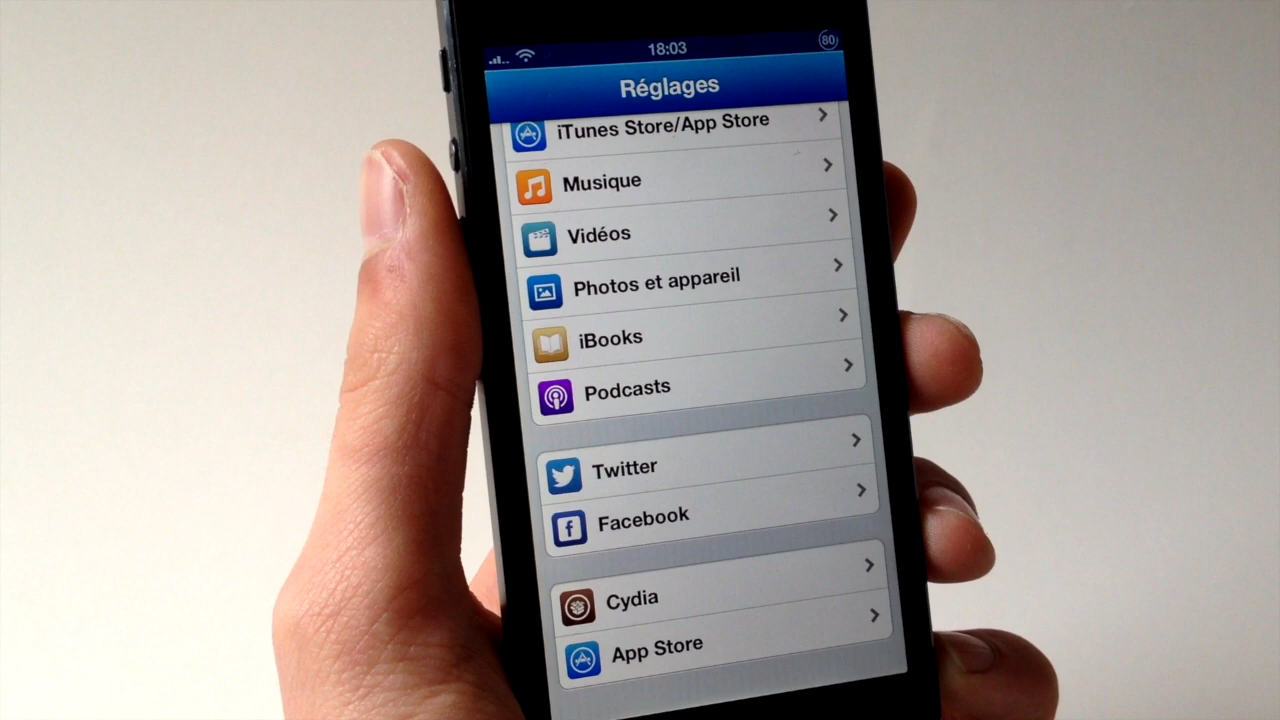 18:03
80
Réglages
iTunes Store/App Store
Musique
Vidéos
Photos et appareil
iBooks
Podcasts
Twitter
Facebook
Cydia
App Store